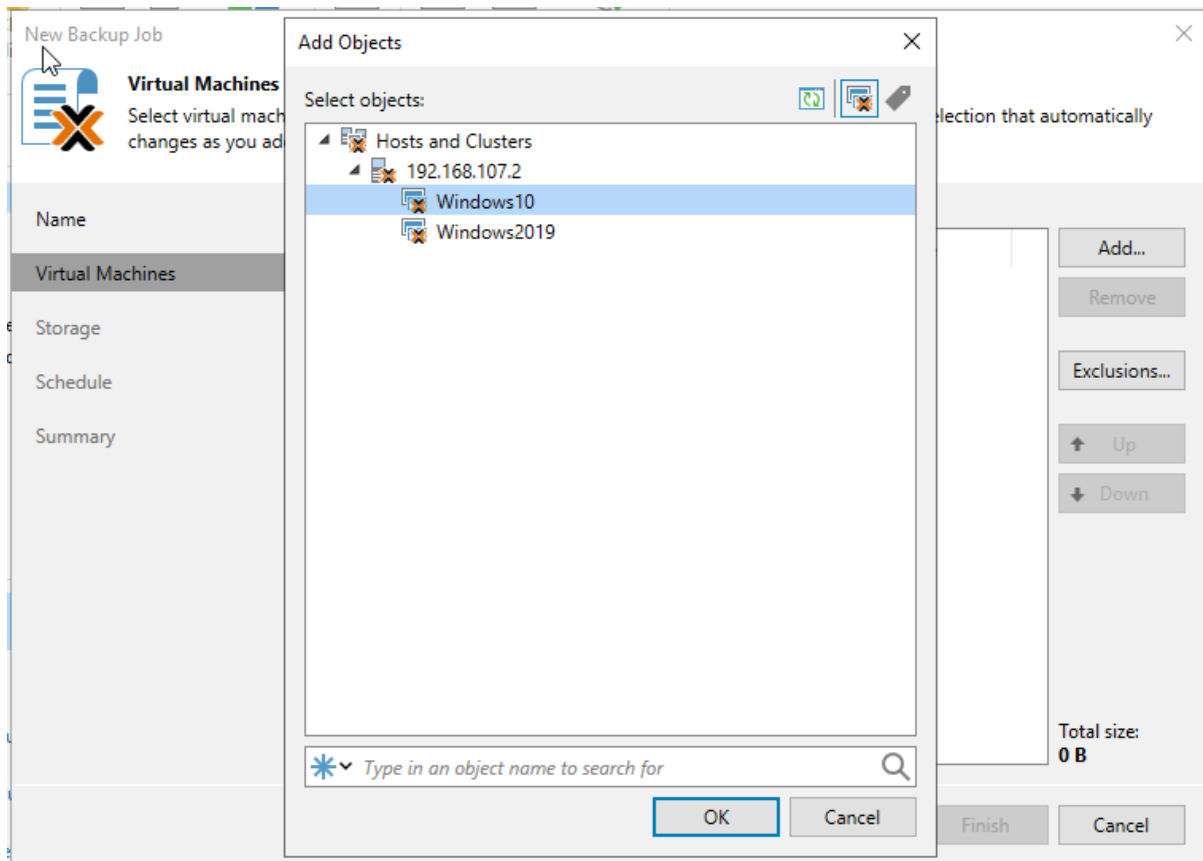 New Backup Job
Virtual Machines
Select virtual mach
changes as you ad
election that automatically
Name
Virtual Machines
Storage
Schedule
Summary
Add Objects
Select objects:
Hosts and Clusters
192.168.107.2
Windows10
Windows2019
Type in an object name to search for
OK
Cancel
Add...
Remove
Exclusions...
Up
Down
Total size:
0 B
Finish
Cancel